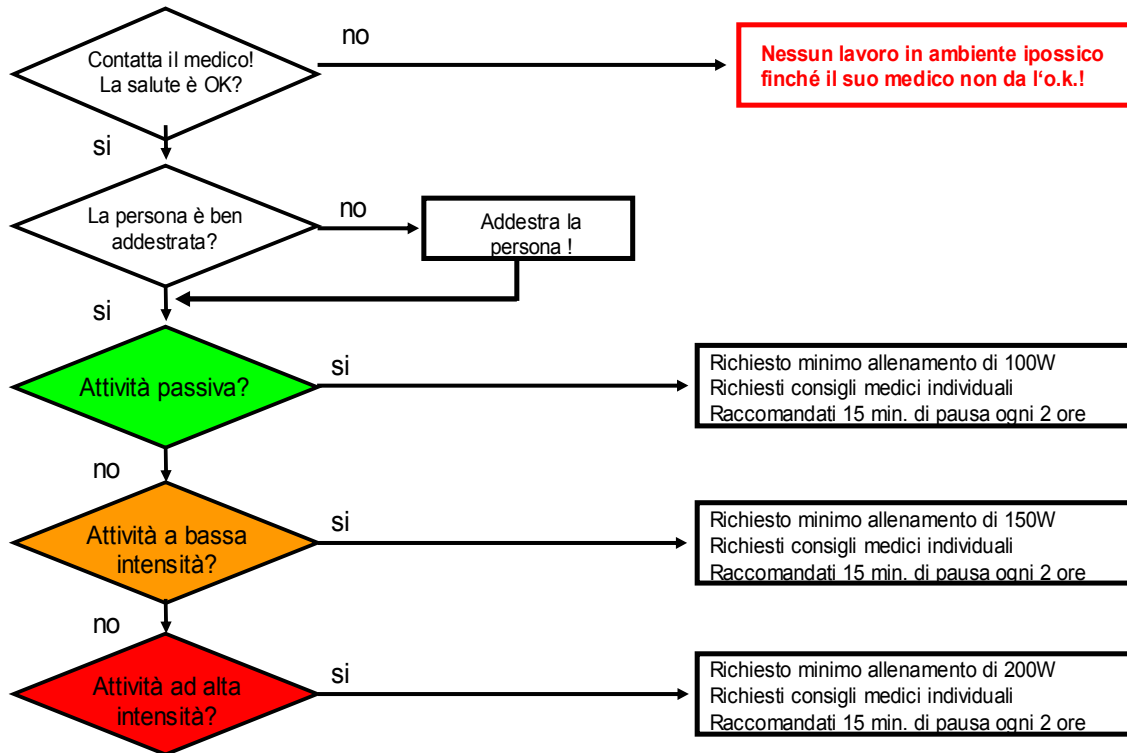 Contatta il medico!
La salute è OK?
no
Nessun lavoro in ambiente ipossico
finché il suo medico non da l‘o.k.!
si
La persona è ben
addestrata?
no
Addestra la
persona !
si
Attività passiva?
si
Richiesto minimo allenamento di 100W
Richiesti consigli medici individuali
Raccomandati 15 min. di pausa ogni 2 ore
no
Attività a bassa
intensità?
si
Richiesto minimo allenamento di 150W
Richiesti consigli medici individuali
Raccomandati 15 min. di pausa ogni 2 ore
no
Attività ad alta
intensità?
si
Richiesto minimo allenamento di 200W
Richiesti consigli medici individuali
Raccomandati 15 min. di pausa ogni 2 ore